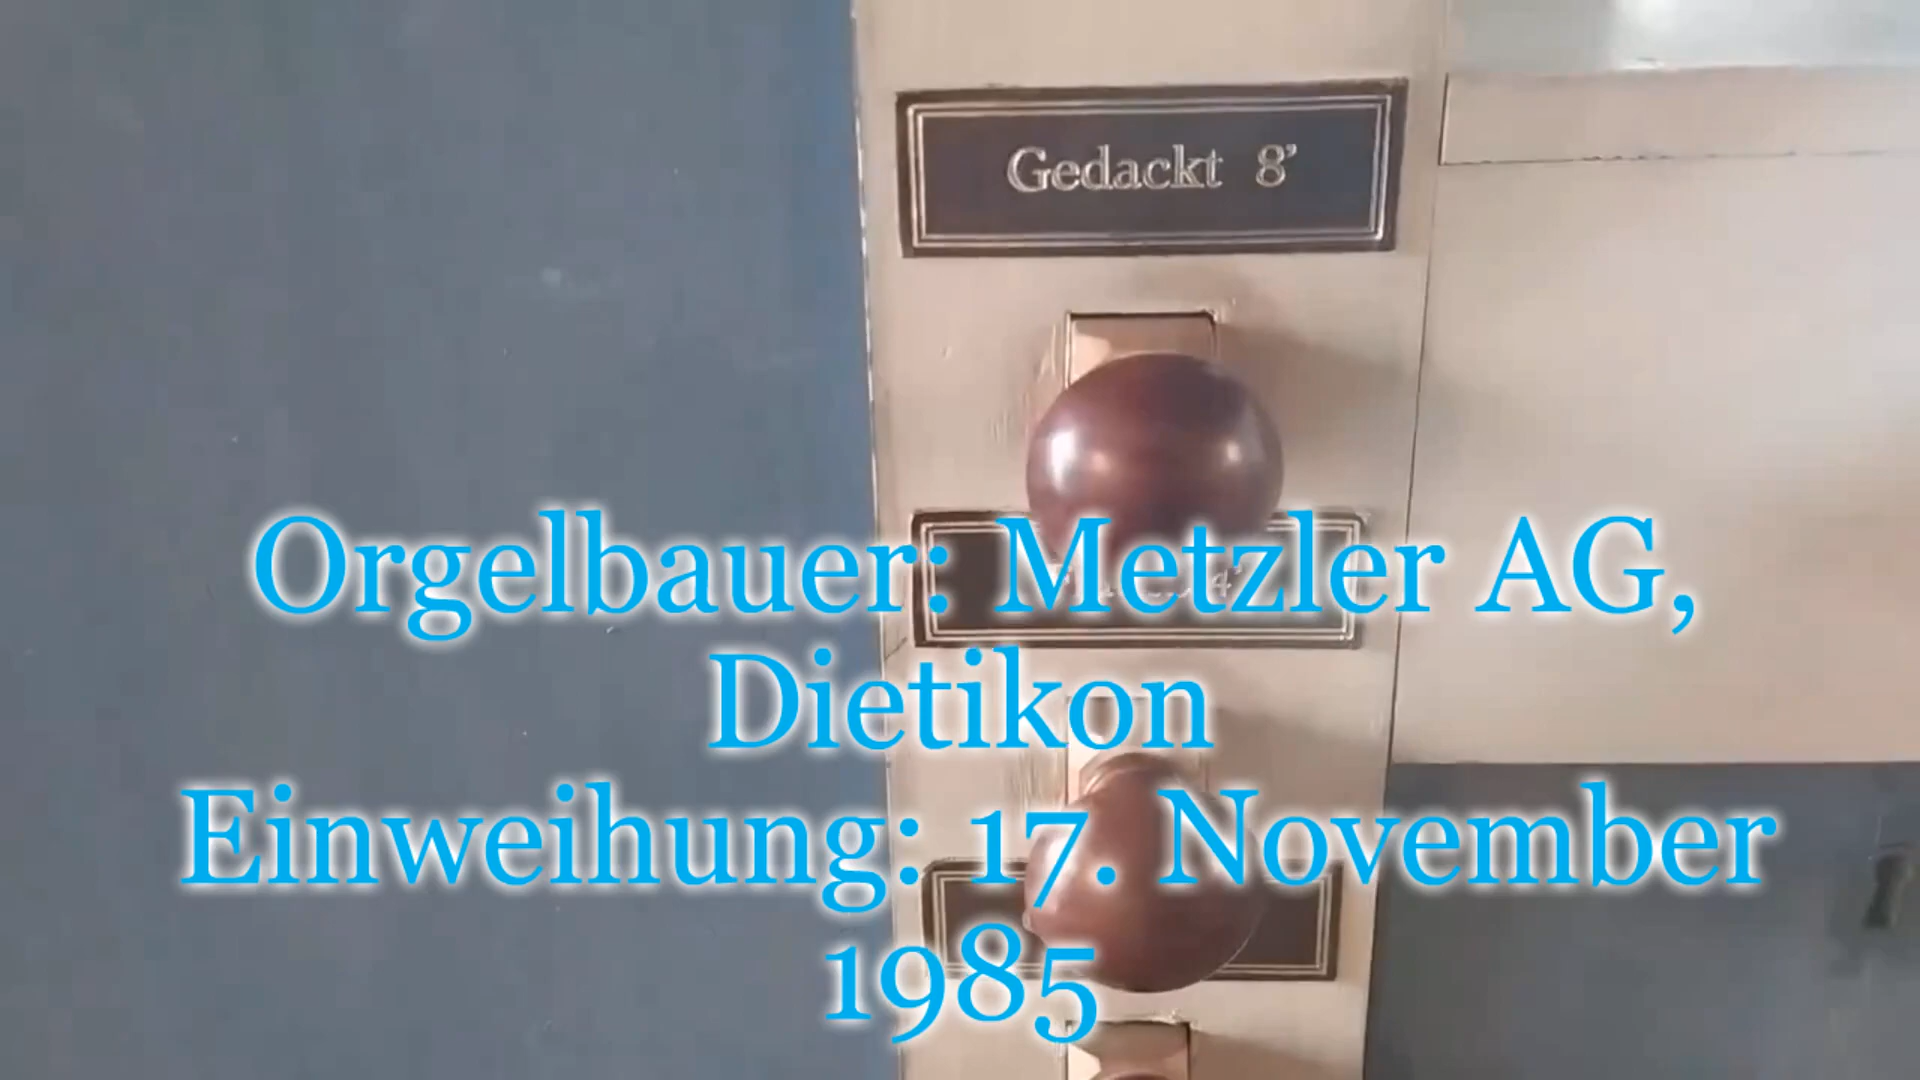 Gedackt 8'
Orgelbauer: Metzler AG,
Dietikon
Einweihung: 17. November
1985